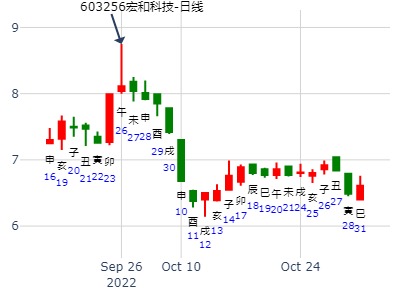 603256宏和科技-日线
9
8
7
6
申 亥 子 丑 寅 卯 午 未 申 酉 戌 申 酉 戌 亥 子 寅 辰 巳 午 未 戌 亥 子 丑 寅 巳
16 19 20 21 22 23 26 27 28 29 30 10 11 12 13 14 17 18 19 20 21 24 25 26 27 28 31
Sep 26 Oct 10 Oct 24
2022